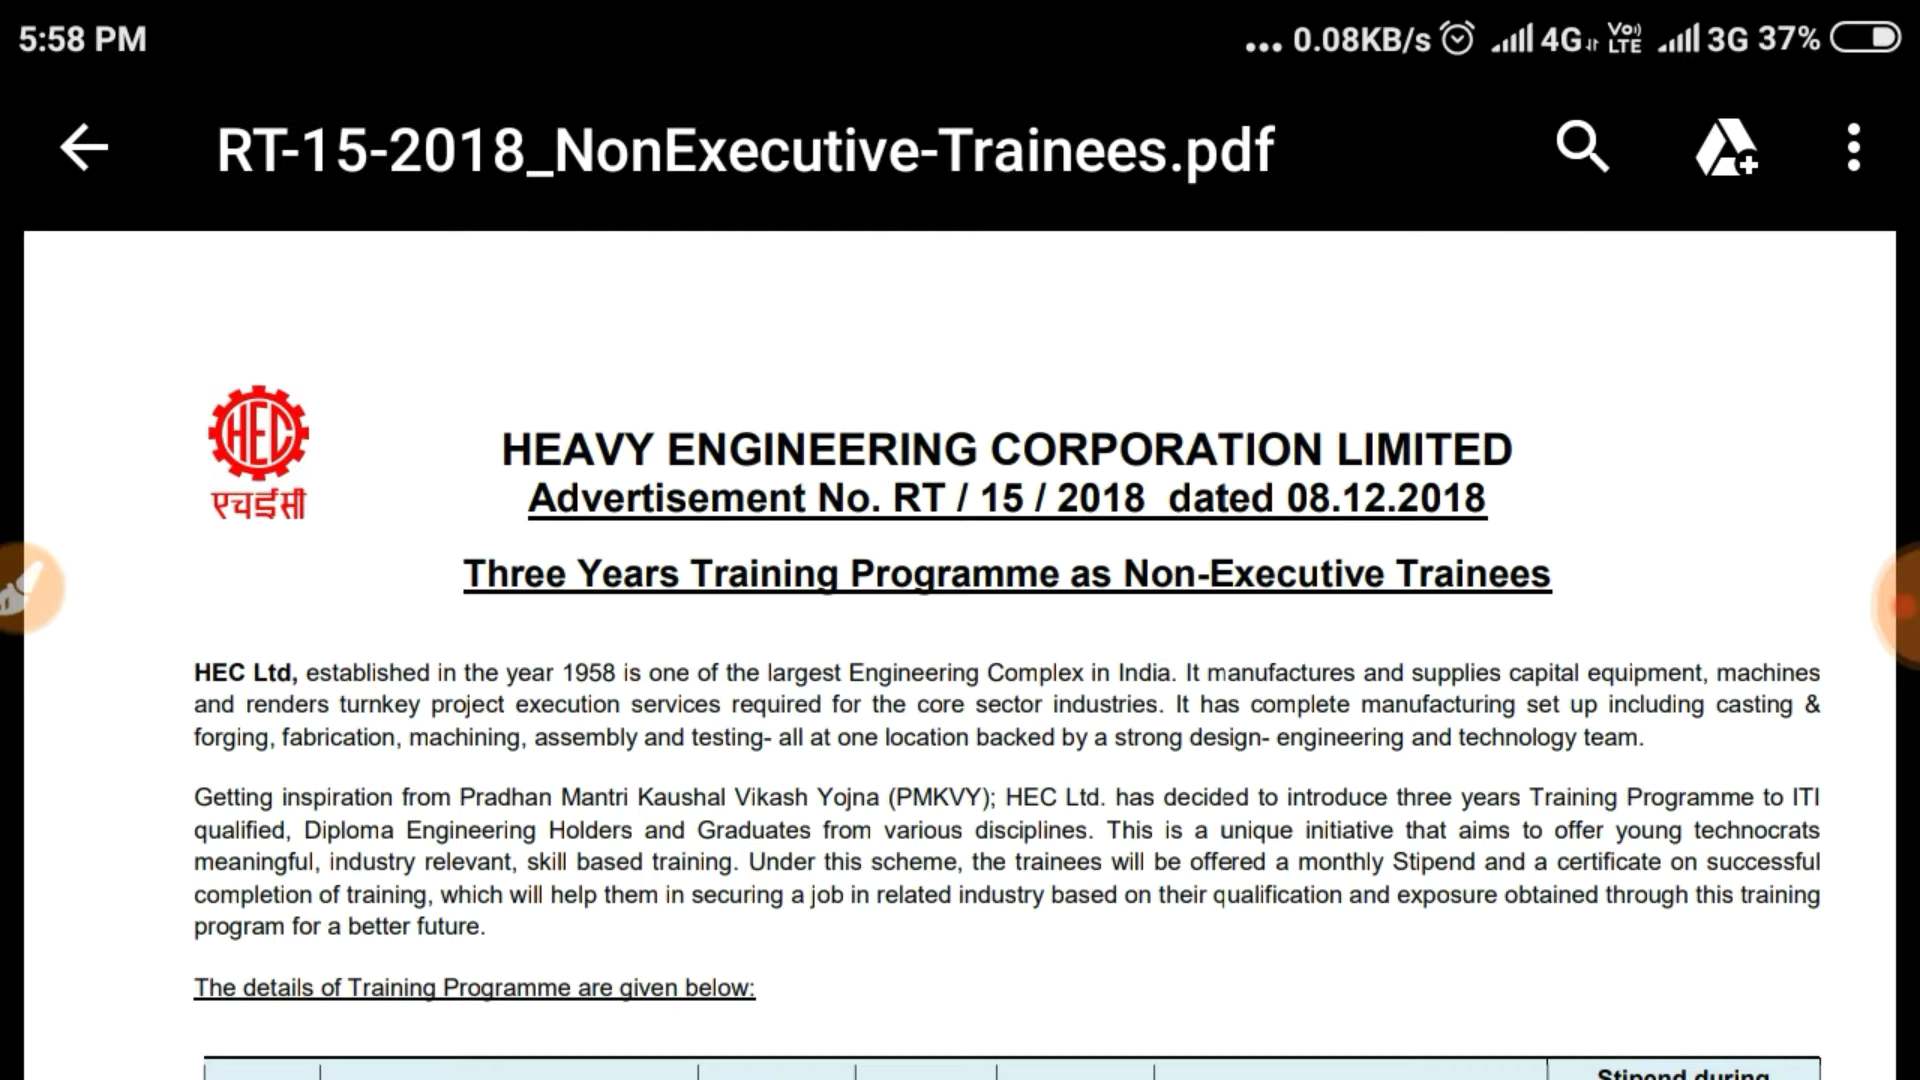 5:58 PM ... 0.08KB/s 4G VoLTE 3G 37%
RT-15-2018_NonExecutive-Trainees.pdf
HEC
एचईसी
HEAVY ENGINEERING CORPORATION LIMITED
Advertisement No. RT / 15 / 2018 dated 08.12.2018
Three Years Training Programme as Non-Executive Trainees
HEC Ltd, established in the year 1958 is one of the largest Engineering Complex in India. It manufactures and supplies capital equipment, machines
and renders turnkey project execution services required for the core sector industries. It has complete manufacturing set up including casting &
forging, fabrication, machining, assembly and testing- all at one location backed by a strong design- engineering and technology team.
Getting inspiration from Pradhan Mantri Kaushal Vikash Yojna (PMKVY); HEC Ltd. has decided to introduce three years Training Programme to ITI
qualified, Diploma Engineering Holders and Graduates from various disciplines. This is a unique initiative that aims to offer young technocrats
meaningful, industry relevant, skill based training. Under this scheme, the trainees will be offered a monthly Stipend and a certificate on successful
completion of training, which will help them in securing a job in related industry based on their qualification and exposure obtained through this training
program for a better future.
The details of Training Programme are given below:
Stipend during